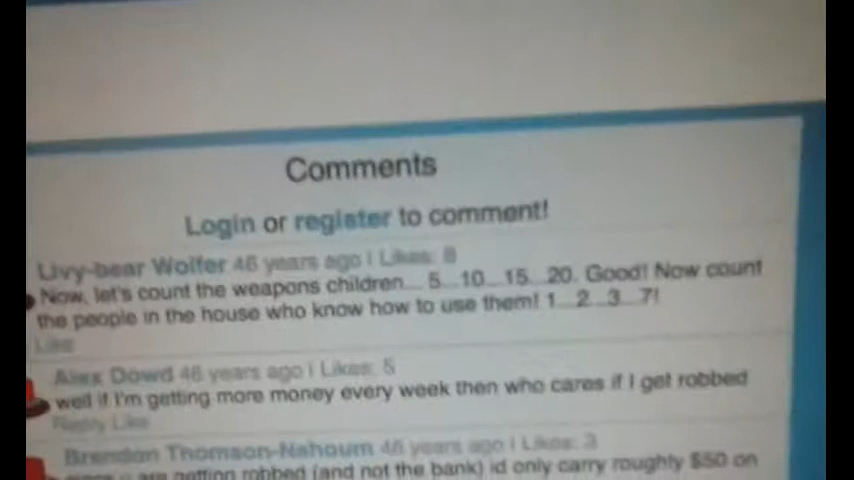 Comments
Login or register to comment!
Livy-bear Wolfer 46 years ago | Likes: 8
Now, let's count the weapons children... 5...10...15...20. Good! Now count
the people in the house who know how to use them! 1...2...3...7!
Like
Alex Dowd 46 years ago | Likes: 5
well if I'm getting more money every week then who cares if I get robbed
Reply Like
Brendon Thomson-Nahoum 46 years ago | Likes: 3
are getting robbed (and not the bank) id only carry roughly $50 on